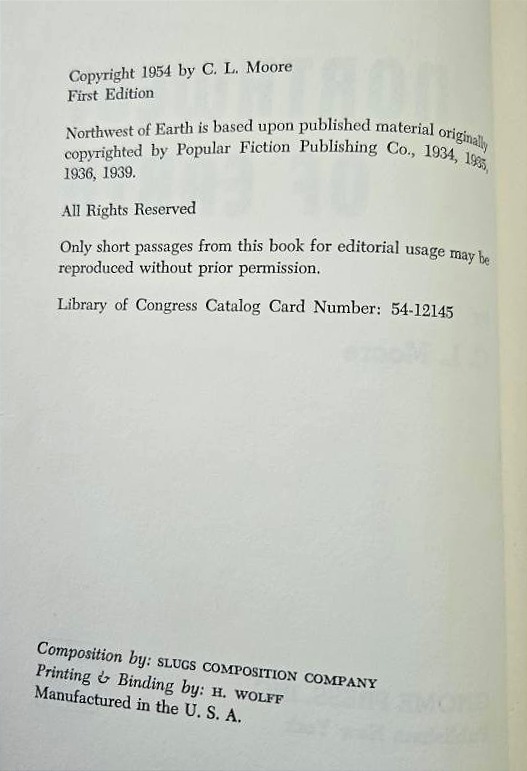 Copyright 1954 by C. L. Moore
First Edition
Northwest of Earth is based upon published material originally
copyrighted by Popular Fiction Publishing Co., 1934, 1935,
1936, 1939.
All Rights Reserved
Only short passages from this book for editorial usage may be
reproduced without prior permission.
Library of Congress Catalog Card Number: 54-12145
Composition by: SLUGS COMPOSITION COMPANY
Printing & Binding by: H. WOLFF
Manufactured in the U. S. A.